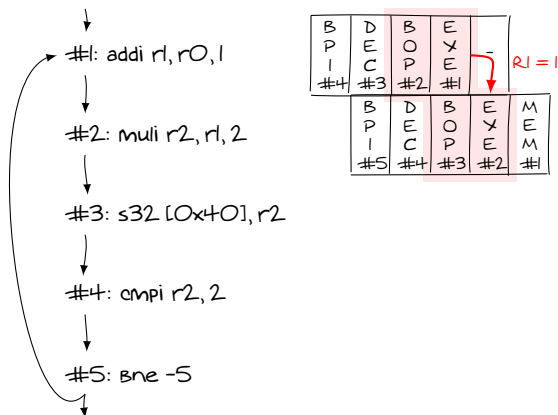 #1: addi r1, r0, 1
#2: muli r2, r1, 2
#3: s32 [0x40], r2
#4: cmpi r2, 2
#5: Bne -5
B D B E
P E O X -
I C P E
#4 #3 #2 #1
R1 = 1
B D B E M
P E O X E
I C P E M
#5 #4 #3 #2 #1